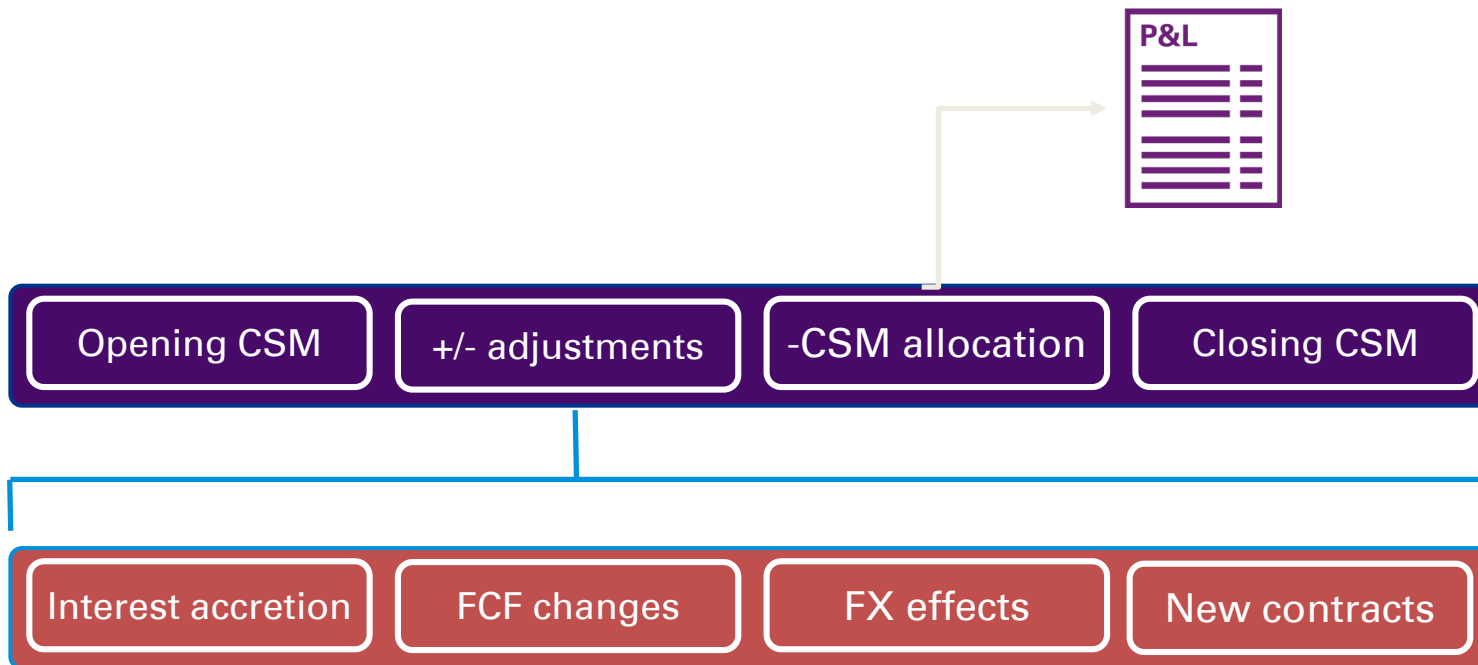 P&L
Opening CSM
+/- adjustments
-CSM allocation
Closing CSM
Interest accretion
FCF changes
FX effects
New contracts